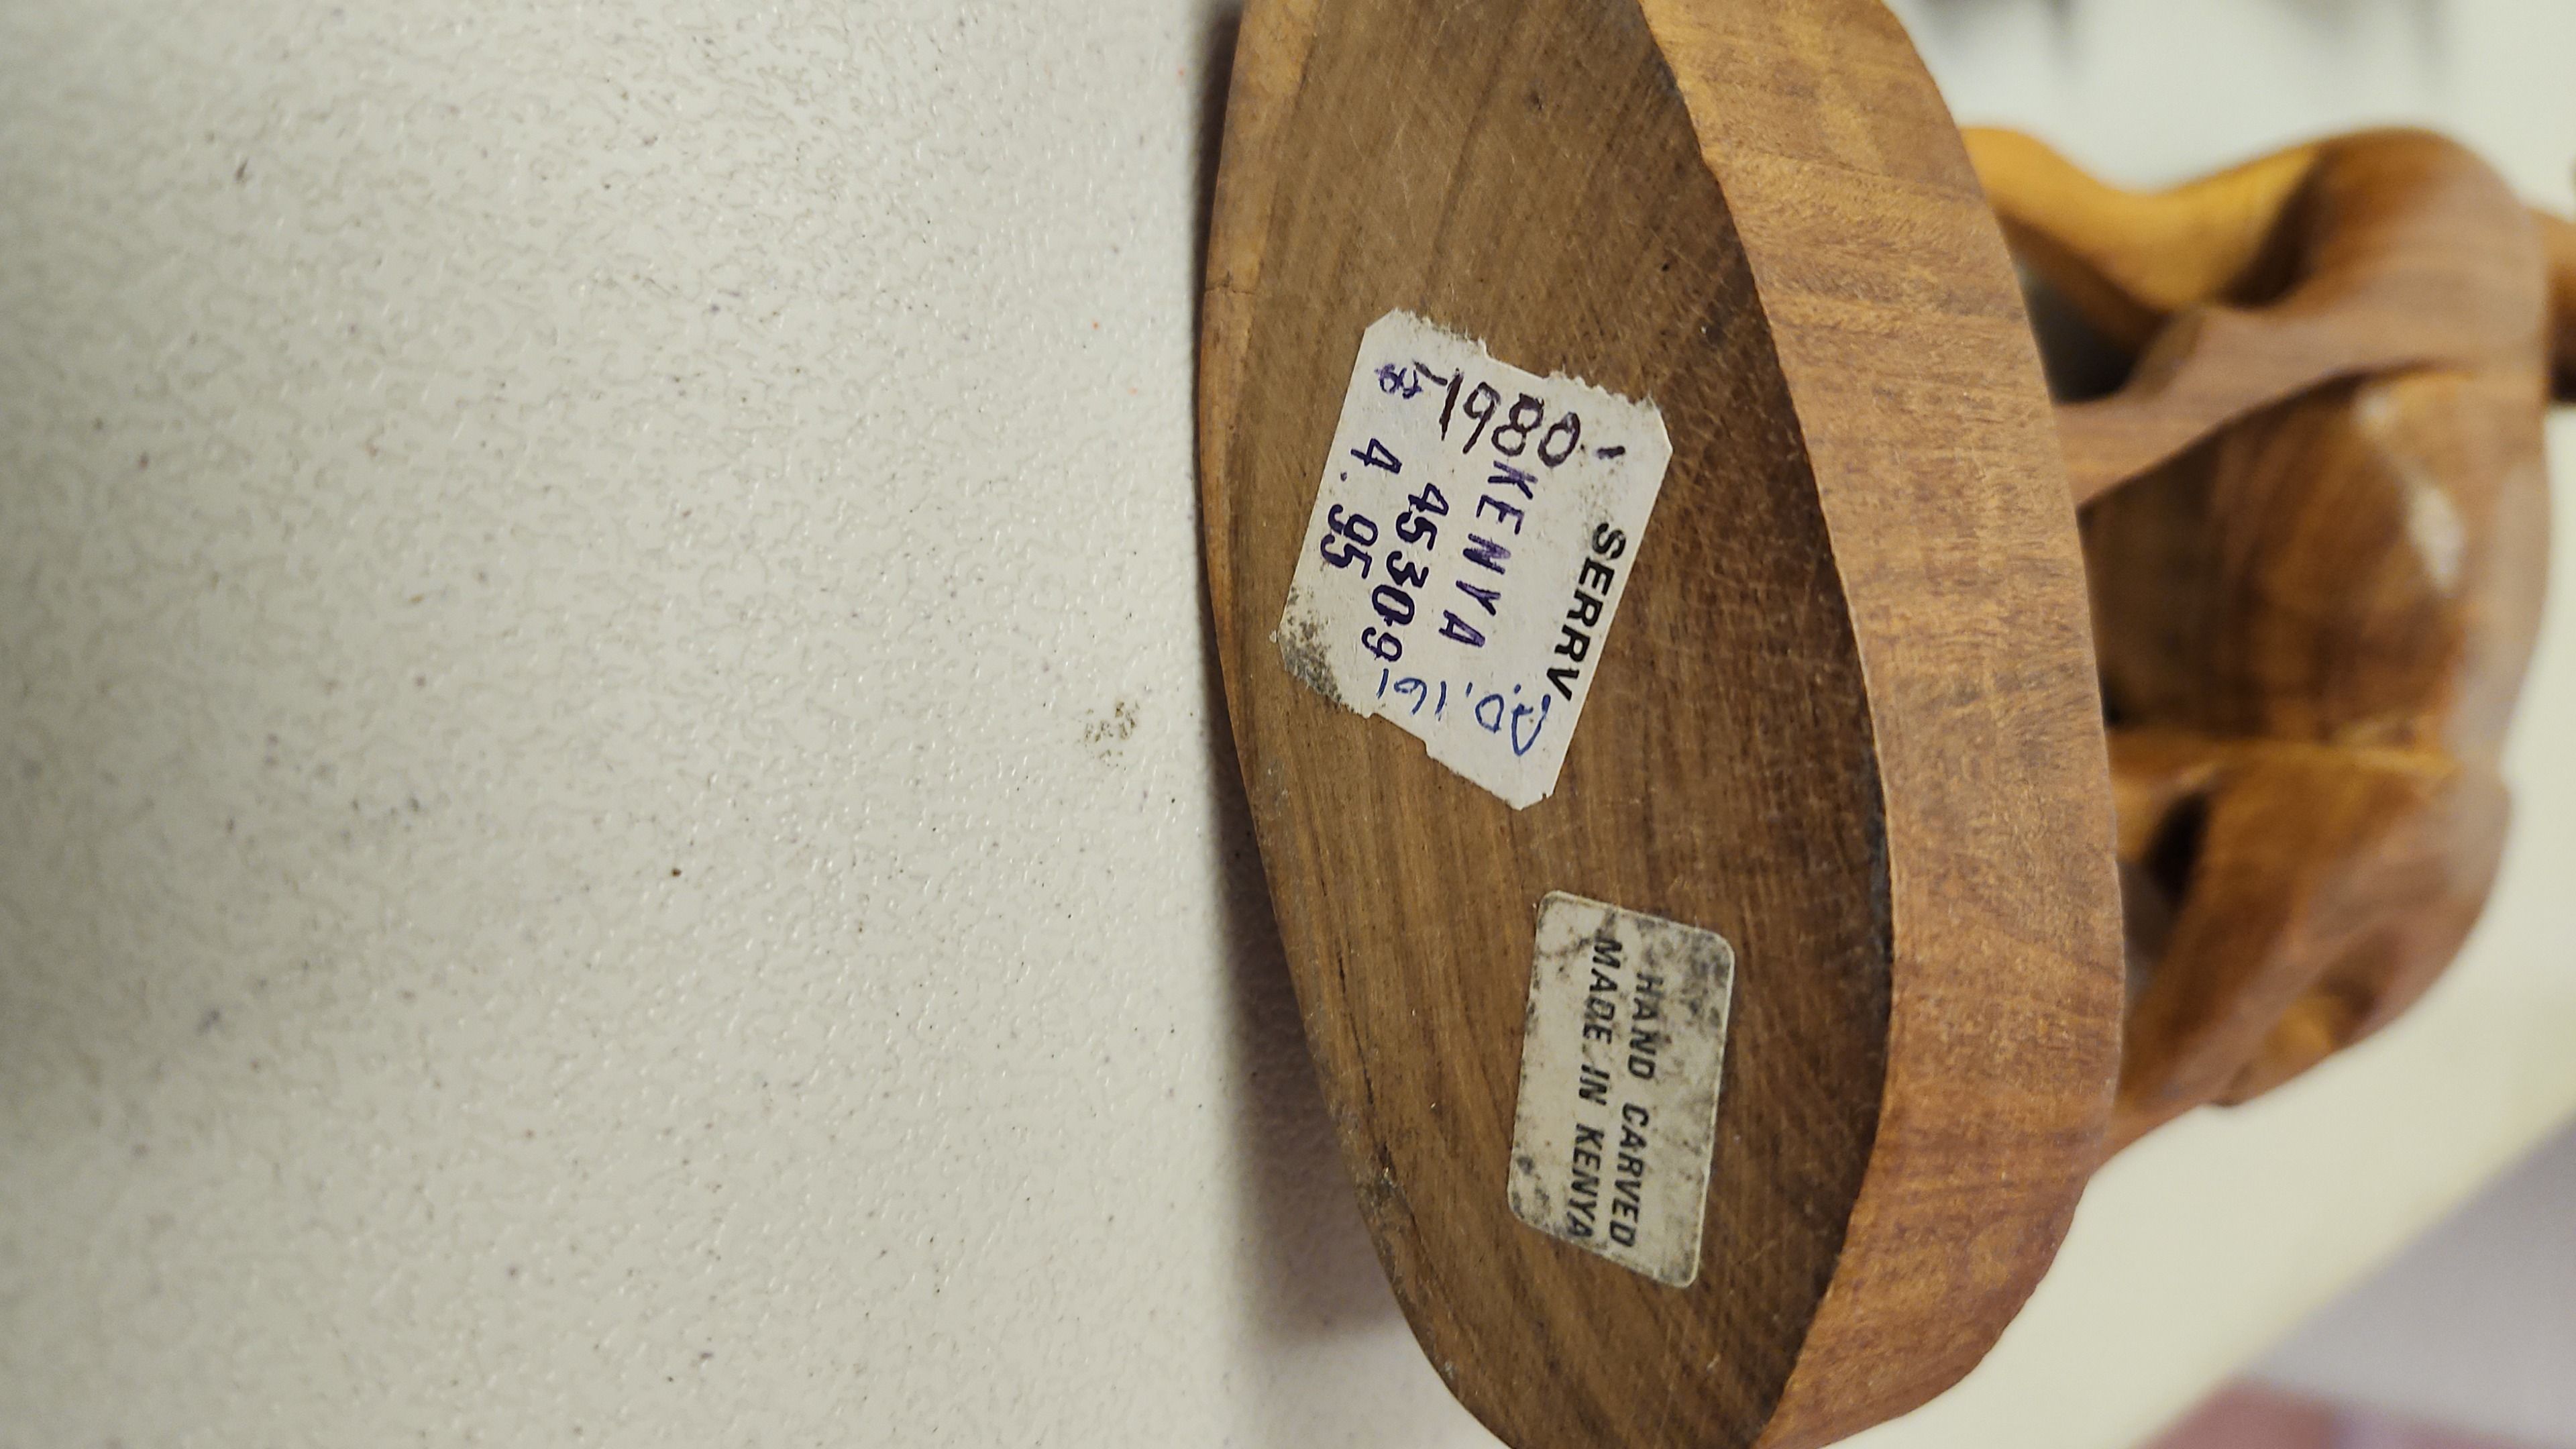 SERRV
1980
KENYA
45309
$ 4.95
HAND CARVED
MADE IN KENYA